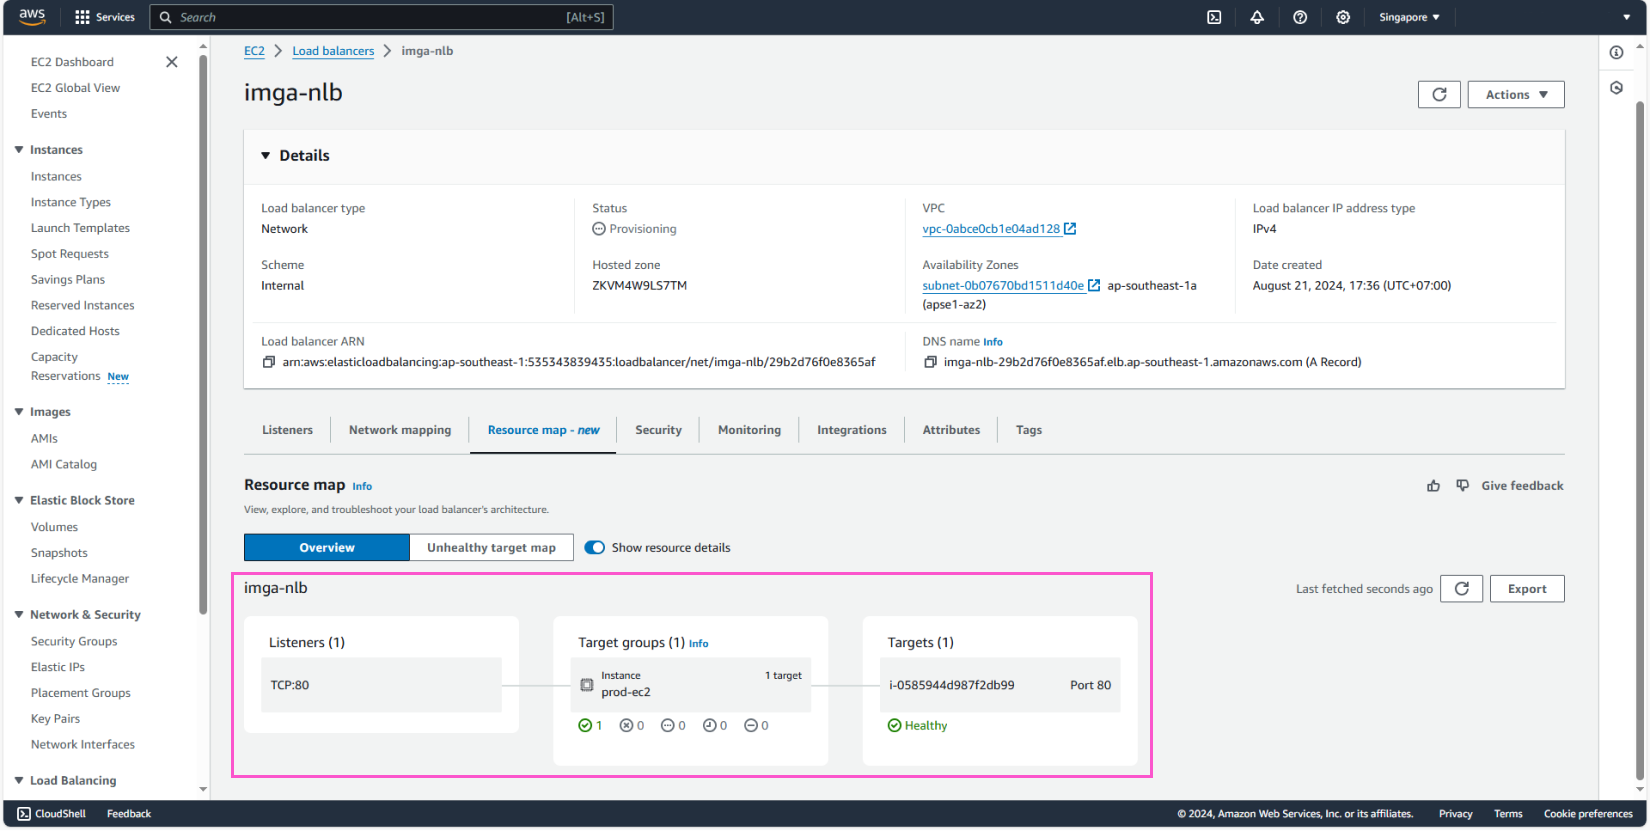 aws
Services
Search
[Alt+S]
Singapore
EC2 Dashboard
EC2 Global View
Events
Instances
Instances
Instance Types
Launch Templates
Spot Requests
Savings Plans
Reserved Instances
Dedicated Hosts
Capacity
Reservations New
Images
AMIs
AMI Catalog
Elastic Block Store
Volumes
Snapshots
Lifecycle Manager
Network & Security
Security Groups
Elastic IPs
Placement Groups
Key Pairs
Network Interfaces
Load Balancing
EC2 > Load balancers > imga-nlb
imga-nlb
Actions
Details
Load balancer type
Network
Status
Provisioning
VPC
vpc-0abce0cb1e04ad128
Load balancer IP address type
IPv4
Scheme
Internal
Hosted zone
ZKVM4W9LS7TM
Availability Zones
subnet-0b07670bd1511d40e ap-southeast-1a
(apse1-az2)
Date created
August 21, 2024, 17:36 (UTC+07:00)
Load balancer ARN
arn:aws:elasticloadbalancing:ap-southeast-1:535343839435:loadbalancer/net/imga-nlb/29b2d76f0e8365af
DNS name Info
imga-nlb-29b2d76f0e8365af.elb.ap-southeast-1.amazonaws.com (A Record)
Listeners
Network mapping
Resource map - new
Security
Monitoring
Integrations
Attributes
Tags
Resource map Info
View, explore, and troubleshoot your load balancer's architecture.
Give feedback
Overview
Unhealthy target map
Show resource details
imga-nlb
Last fetched seconds ago
Export
Listeners (1)
TCP:80
Target groups (1) Info
Instance
prod-ec2
1 target
1 0 0 0 0
Targets (1)
i-0585944d987f2db99
Port 80
Healthy
CloudShell
Feedback
© 2024, Amazon Web Services, Inc. or its affiliates.
Privacy
Terms
Cookie preferences